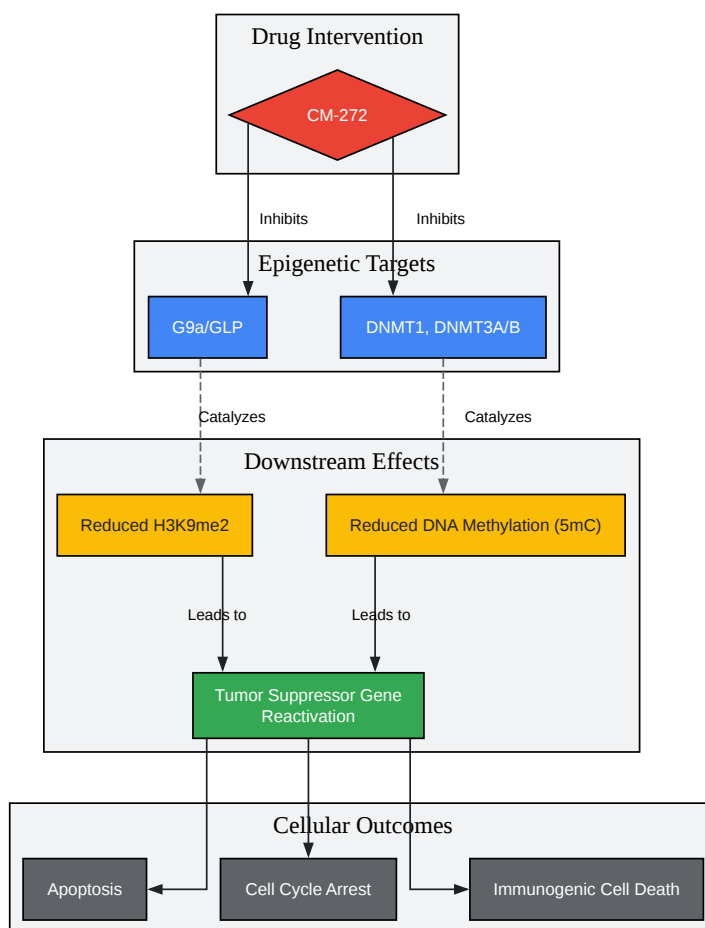 Drug Intervention
CM-272
Inhibits
Inhibits
Epigenetic Targets
G9a/GLP
DNMT1, DNMT3A/B
Catalyzes
Catalyzes
Downstream Effects
Reduced H3K9me2
Reduced DNA Methylation (5mC)
Leads to
Leads to
Tumor Suppressor Gene
Reactivation
Cellular Outcomes
Apoptosis
Cell Cycle Arrest
Immunogenic Cell Death